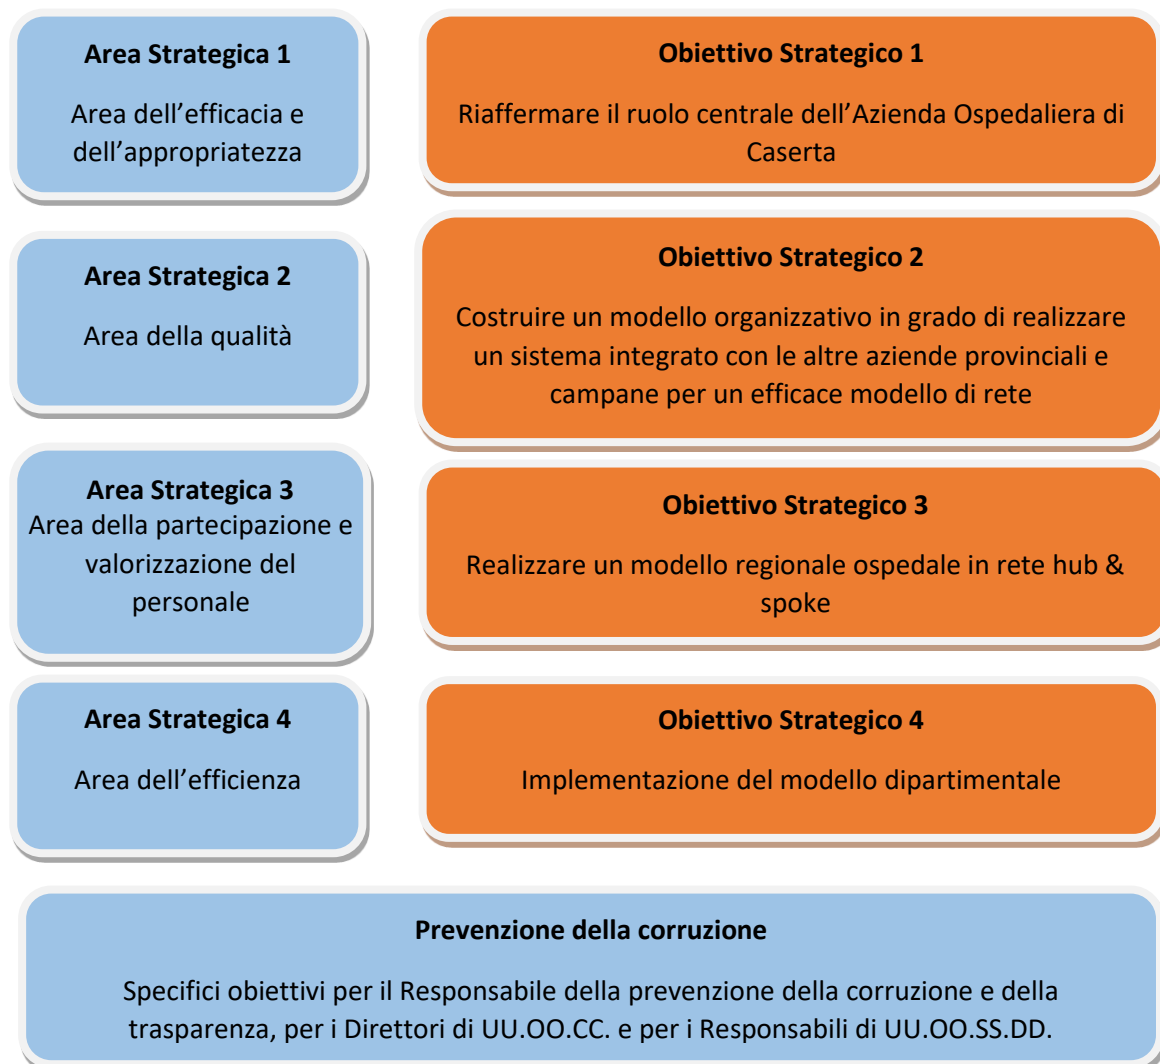 Area Strategica 1
Area dell’efficacia e
dell’appropriatezza
Obiettivo Strategico 1
Riaffermare il ruolo centrale dell’Azienda Ospedaliera di
Caserta
Area Strategica 2
Area della qualità
Obiettivo Strategico 2
Costruire un modello organizzativo in grado di realizzare
un sistema integrato con le altre aziende provinciali e
campane per un efficace modello di rete
Area Strategica 3
Area della partecipazione e
valorizzazione del
personale
Obiettivo Strategico 3
Realizzare un modello regionale ospedale in rete hub &
spoke
Area Strategica 4
Area dell’efficienza
Obiettivo Strategico 4
Implementazione del modello dipartimentale
Prevenzione della corruzione
Specifici obiettivi per il Responsabile della prevenzione della corruzione e della
trasparenza, per i Direttori di UU.OO.CC. e per i Responsabili di UU.OO.SS.DD.